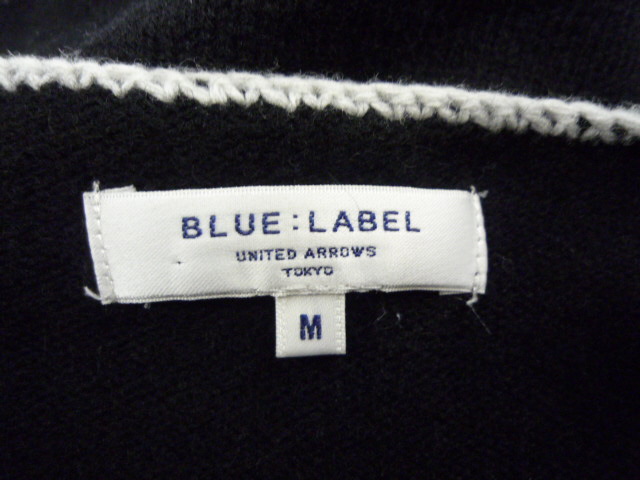 BLUE : LABEL
UNITED ARROWS
TOKYO
M